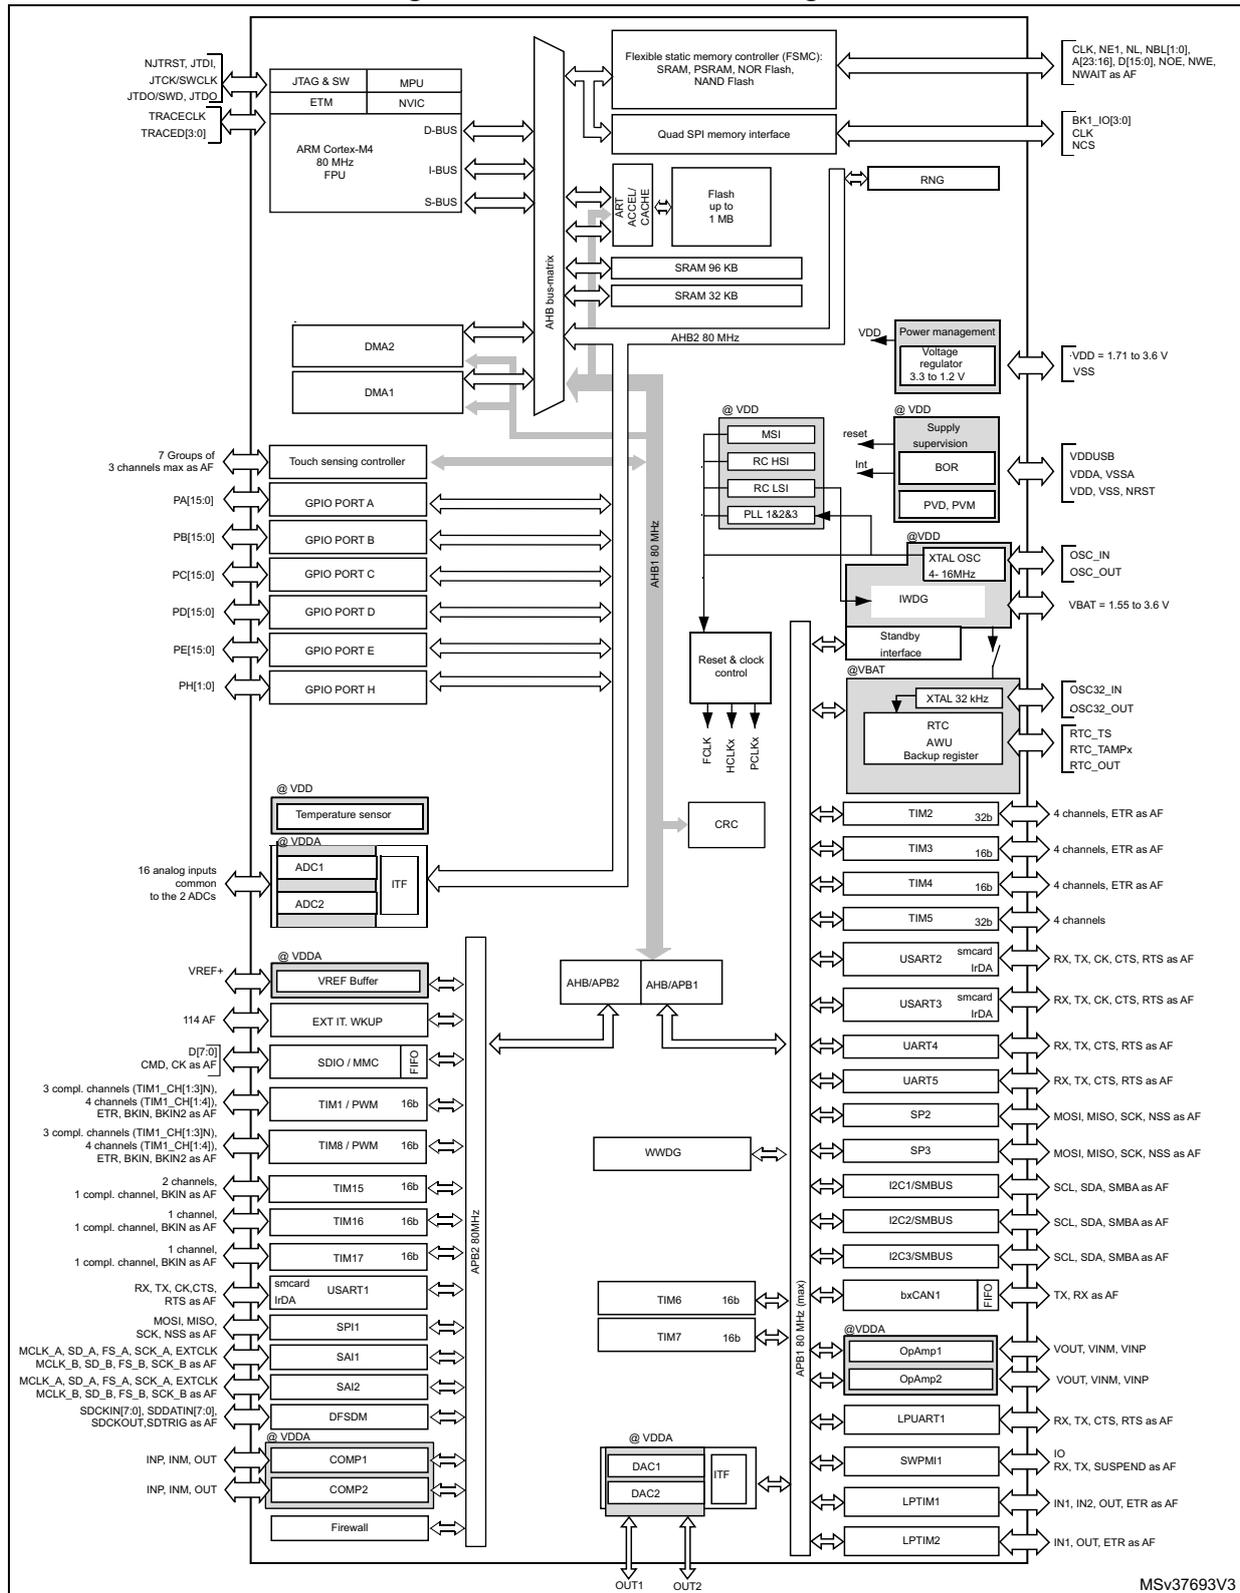 NJTRST, JTDI,
JTCK/SWCLK
JTDO/SWD, JTDO
TRACECLK
TRACED[3:0]
JTAG & SW
MPU
ETM
NVIC
ARM Cortex-M4
80 MHz
FPU
D-BUS
I-BUS
S-BUS
AHB bus-matrix
Flexible static memory controller (FSMC):
SRAM, PSRAM, NOR Flash,
NAND Flash
CLK, NE1, NL, NBL[1:0],
A[23:16], D[15:0], NOE, NWE,
NWAIT as AF
Quad SPI memory interface
BK1_IO[3:0]
CLK
NCS
RNG
ART
ACCEL/
CACHE
Flash
up to
1 MB
SRAM 96 KB
SRAM 32 KB
AHB2 80 MHz
DMA2
DMA1
VDD
Power management
Voltage
regulator
3.3 to 1.2 V
VDD = 1.71 to 3.6 V
VSS
@ VDD
MSI
RC HSI
RC LSI
PLL 1&2&3
@ VDD
reset
Int
Supply
supervision
BOR
PVD, PVM
VDDUSB
VDDA, VSSA
VDD, VSS, NRST
7 Groups of
3 channels max as AF
Touch sensing controller
PA[15:0]
GPIO PORT A
PB[15:0]
GPIO PORT B
PC[15:0]
GPIO PORT C
PD[15:0]
GPIO PORT D
PE[15:0]
GPIO PORT E
PH[1:0]
GPIO PORT H
AHB1 80 MHz
@VDD
XTAL OSC
4- 16MHz
IWDG
OSC_IN
OSC_OUT
VBAT = 1.55 to 3.6 V
Standby
interface
Reset & clock
control
FCLK
HCLKx
PCLKx
@VBAT
XTAL 32 kHz
RTC
AWU
Backup register
OSC32_IN
OSC32_OUT
RTC_TS
RTC_TAMPx
RTC_OUT
@ VDD
Temperature sensor
@ VDDA
ADC1
ADC2
ITF
16 analog inputs
common
to the 2 ADCs
CRC
TIM2
32b
4 channels, ETR as AF
TIM3
16b
4 channels, ETR as AF
TIM4
16b
4 channels, ETR as AF
TIM5
32b
4 channels
USART2
smcard
IrDA
RX, TX, CK, CTS, RTS as AF
USART3
smcard
IrDA
RX, TX, CK, CTS, RTS as AF
UART4
RX, TX, CTS, RTS as AF
UART5
RX, TX, CTS, RTS as AF
SP2
MOSI, MISO, SCK, NSS as AF
SP3
MOSI, MISO, SCK, NSS as AF
I2C1/SMBUS
SCL, SDA, SMBA as AF
I2C2/SMBUS
SCL, SDA, SMBA as AF
I2C3/SMBUS
SCL, SDA, SMBA as AF
bxCAN1
FIFO
TX, RX as AF
@VDDA
OpAmp1
VOUT, VINM, VINP
OpAmp2
VOUT, VINM, VINP
LPUART1
RX, TX, CTS, RTS as AF
SWPMI1
IO
RX, TX, SUSPEND as AF
LPTIM1
IN1, IN2, OUT, ETR as AF
LPTIM2
IN1, OUT, ETR as AF
AHB/APB2
AHB/APB1
WWDG
TIM6
16b
TIM7
16b
APB1 80 MHz (max)
@ VDDA
DAC1
DAC2
ITF
OUT1
OUT2
@ VDDA
VREF+
VREF Buffer
114 AF
EXT IT. WKUP
D[7:0]
CMD, CK as AF
SDIO / MMC
FIFO
3 compl. channels (TIM1_CH[1:3]N),
4 channels (TIM1_CH[1:4]),
ETR, BKIN, BKIN2 as AF
TIM1 / PWM
16b
3 compl. channels (TIM1_CH[1:3]N),
4 channels (TIM1_CH[1:4]),
ETR, BKIN, BKIN2 as AF
TIM8 / PWM
16b
2 channels,
1 compl. channel, BKIN as AF
TIM15
16b
1 channel,
1 compl. channel, BKIN as AF
TIM16
16b
1 channel,
1 compl. channel, BKIN as AF
TIM17
16b
RX, TX, CK,CTS,
RTS as AF
smcard
IrDA
USART1
MOSI, MISO,
SCK, NSS as AF
SPI1
MCLK_A, SD_A, FS_A, SCK_A, EXTCLK
MCLK_B, SD_B, FS_B, SCK_B as AF
SAI1
MCLK_A, SD_A, FS_A, SCK_A, EXTCLK
MCLK_B, SD_B, FS_B, SCK_B as AF
SAI2
SDCKIN[7:0], SDDATIN[7:0],
SDCKOUT,SDTRIG as AF
DFSDM
@ VDDA
INP, INM, OUT
COMP1
INP, INM, OUT
COMP2
Firewall
APB2 80MHz
MSv37693V3